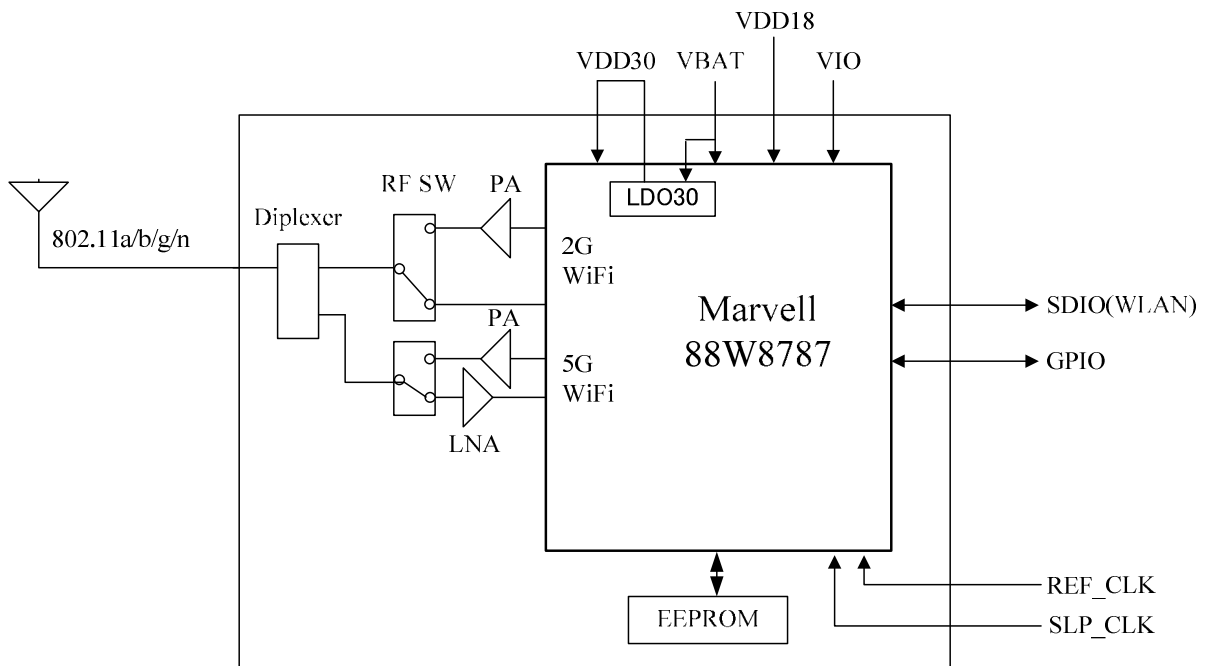 VDD18
VDD30
VBAT
VIO
RF SW
PA
LDO30
Diplexer
802.11a/b/g/n
2G
WiFi
Marvell
88W8787
SDIO(WLAN)
PA
5G
WiFi
GPIO
LNA
REF_CLK
EEPROM
SLP_CLK